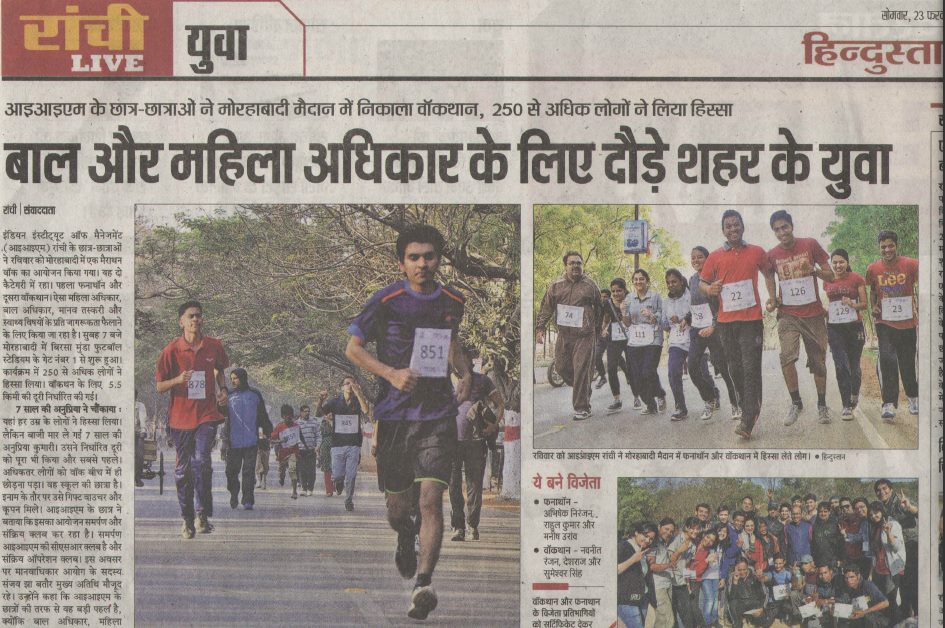 रांची
LIVE
युवा
सोमवार, 23 फर
हिन्दुस्ता
आइआइएम के छात्र-छात्राओं ने मोरहाबादी मैदान में निकाला वॉकथान, 250 से अधिक लोगों ने लिया हिस्सा
बाल और महिला अधिकार के लिए दौड़े शहर के युवा
रांची | संवाददाता
इंडियन इंस्टीट्यूट ऑफ मैनेजमेंट
(आइआइएम) रांची के छात्र-छात्राओं
ने रविवार को मोरहाबादी में एक मैराथन
वॉक का आयोजन किया गया। यह दो
कैटेगरी में रहा। पहला फनाथॉन और
दूसरा वॉकथान। ऐसा महिला अधिकार,
बाल अधिकार, मानव तस्करी और
स्वाथ्य विषयों के प्रति जागरूकता फैलाने
के लिए किया जा रहा है। सुबह 7 बजे
मोरहाबादी में बिरसा मुंडा फुटबॉल
स्टेडियम के गेट नंबर 1 से शुरू हुआ।
कार्यक्रम में 250 से अधिक लोगों ने
हिस्सा लिया। वॉकथन के लिए 5.5
किमी की दूरी निर्धारित की गई।
7 साल की अनुप्रिया ने चौंकाया :
यहां हर उम्र के लोगों ने हिस्सा लिया।
लेकिन बाजी मार ले गई 7 साल की
अनुप्रिया कुमारी। उसने निर्धारित दूरी
को पूरा भी किया और सबसे पहले।
अधिकतर लोगों को वॉक बीच में ही
छोड़ना पड़ा। वह स्कूल की छात्रा है।
इनाम के तौर पर उसे गिफ्ट वाउचर और
कूपन मिले। आइआइएम के छात्र ने
बताया कि इसका आयोजन समर्पण और
सक्रिय क्लब कर रहा है। समर्पण
आइआइएम की सीएसआर क्लब है और
सक्रिय ऑपरेशन क्लब। इस अवसर
पर मानवाधिकार आयोग के सदस्य
संजय झा बतौर मुख्य अतिथि मौजूद
रहे। उन्होंने कहा कि आइआइएम के
छात्रों की तरफ से यह बड़ी पहल है,
क्योंकि बाल अधिकार, महिला
878
851
845
74
111
22
126
129
23
Lee
रविवार को आइआइएम रांची ने मोरहाबादी मैदान में फनाथॉन और वॉकथान में हिस्सा लेते लोग। ● हिन्दुस्तान
ये बने विजेता
● फनाथॉन -
अभिषेक निरंजन,
राहुल कुमार और
मनीष उरांव
● वॉकथान - नवनीत
रंजन, देशराज और
सुमेश्वर सिंह
वॉकथान और फनाथान
के विजेता प्रतिभागियों
को सर्टिफिकेट देकर